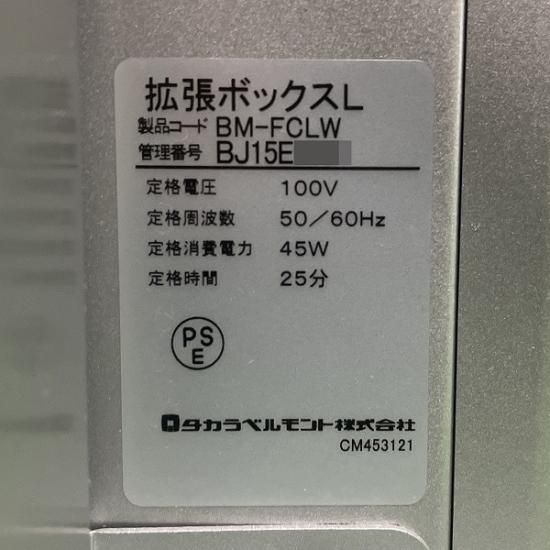 拡張ボックスL
製品コード BM-FCLW
管理番号 BJ15E
定格電圧 100V
定格周波数 50/60Hz
定格消費電力 45W
定格時間 25分
PS
E
タカラベルモント株式会社
CM453121